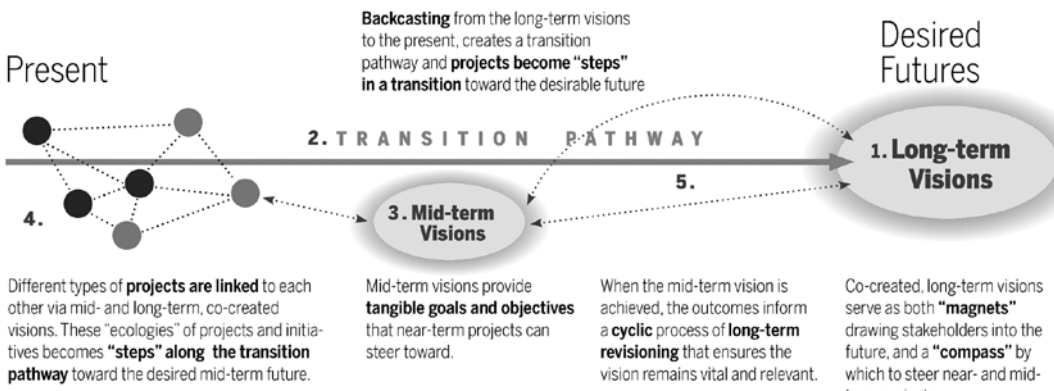 Backcasting from the long-term visions
to the present, creates a transition
pathway and projects become “steps”
in a transition toward the desirable future
Present
Desired
Futures
2. TRANSITION PATHWAY
1. Long-term
Visions
5.
3. Mid-term
Visions
4.
Different types of projects are linked to each
other via mid- and long-term, co-created
visions. These “ecologies” of projects and initia-
tives becomes “steps” along the transition
pathway toward the desired mid-term future.
Mid-term visions provide
tangible goals and objectives
that near-term projects can
steer toward.
When the mid-term vision is
achieved, the outcomes inform
a cyclic process of long-term
revisioning that ensures the
vision remains vital and relevant.
Co-created, long-term visions
serve as both “magnets”
drawing stakeholders into the
future, and a “compass” by
which to steer near- and mid-